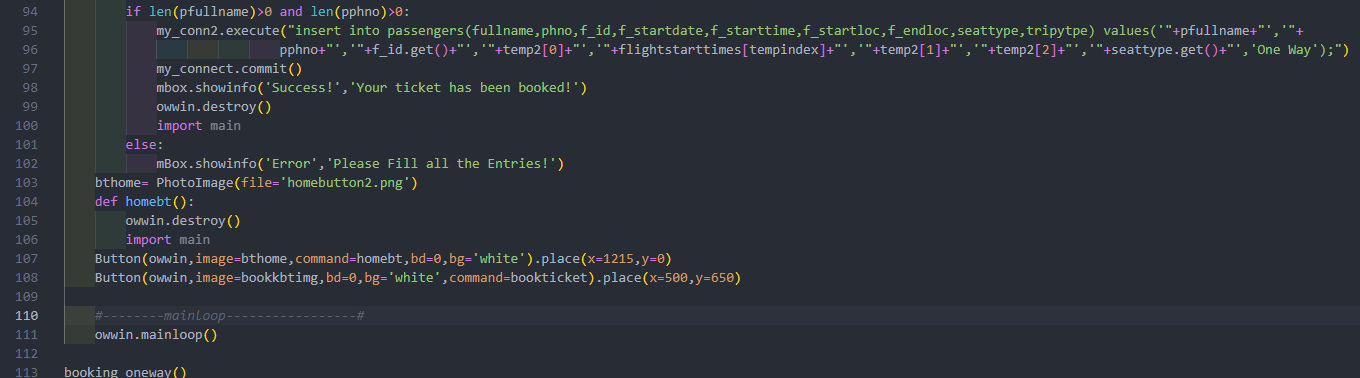 94 if len(pfullname)>0 and len(pphno)>0:
95 my_conn2.execute("insert into passengers(fullname,phno,f_id,f_startdate,f_starttime,f_startloc,f_endloc,seattype,tripytpe) values('"+pfullname+"','"+
96 pphno+"','"+f_id.get()+"','"+temp2[0]+"','"+flightstarttimes[tempindex]+"','"+temp2[1]+"','"+temp2[2]+"','"+seattype.get()+"','One Way');")
97 my_connect.commit()
98 mbox.showinfo('Success!','Your ticket has been booked!')
99 owwin.destroy()
100 import main
101 else:
102 mBox.showinfo('Error','Please Fill all the Entries!')
103 bthome= PhotoImage(file='homebutton2.png')
104 def homebt():
105 owwin.destroy()
106 import main
107 Button(owwin,image=bthome,command=homebt,bd=0,bg='white').place(x=1215,y=0)
108 Button(owwin,image=bookkbtimg,bd=0,bg='white',command=bookticket).place(x=500,y=650)
109
110 #--------mainloop-----------------#
111 owwin.mainloop()
112
113 booking_oneway()